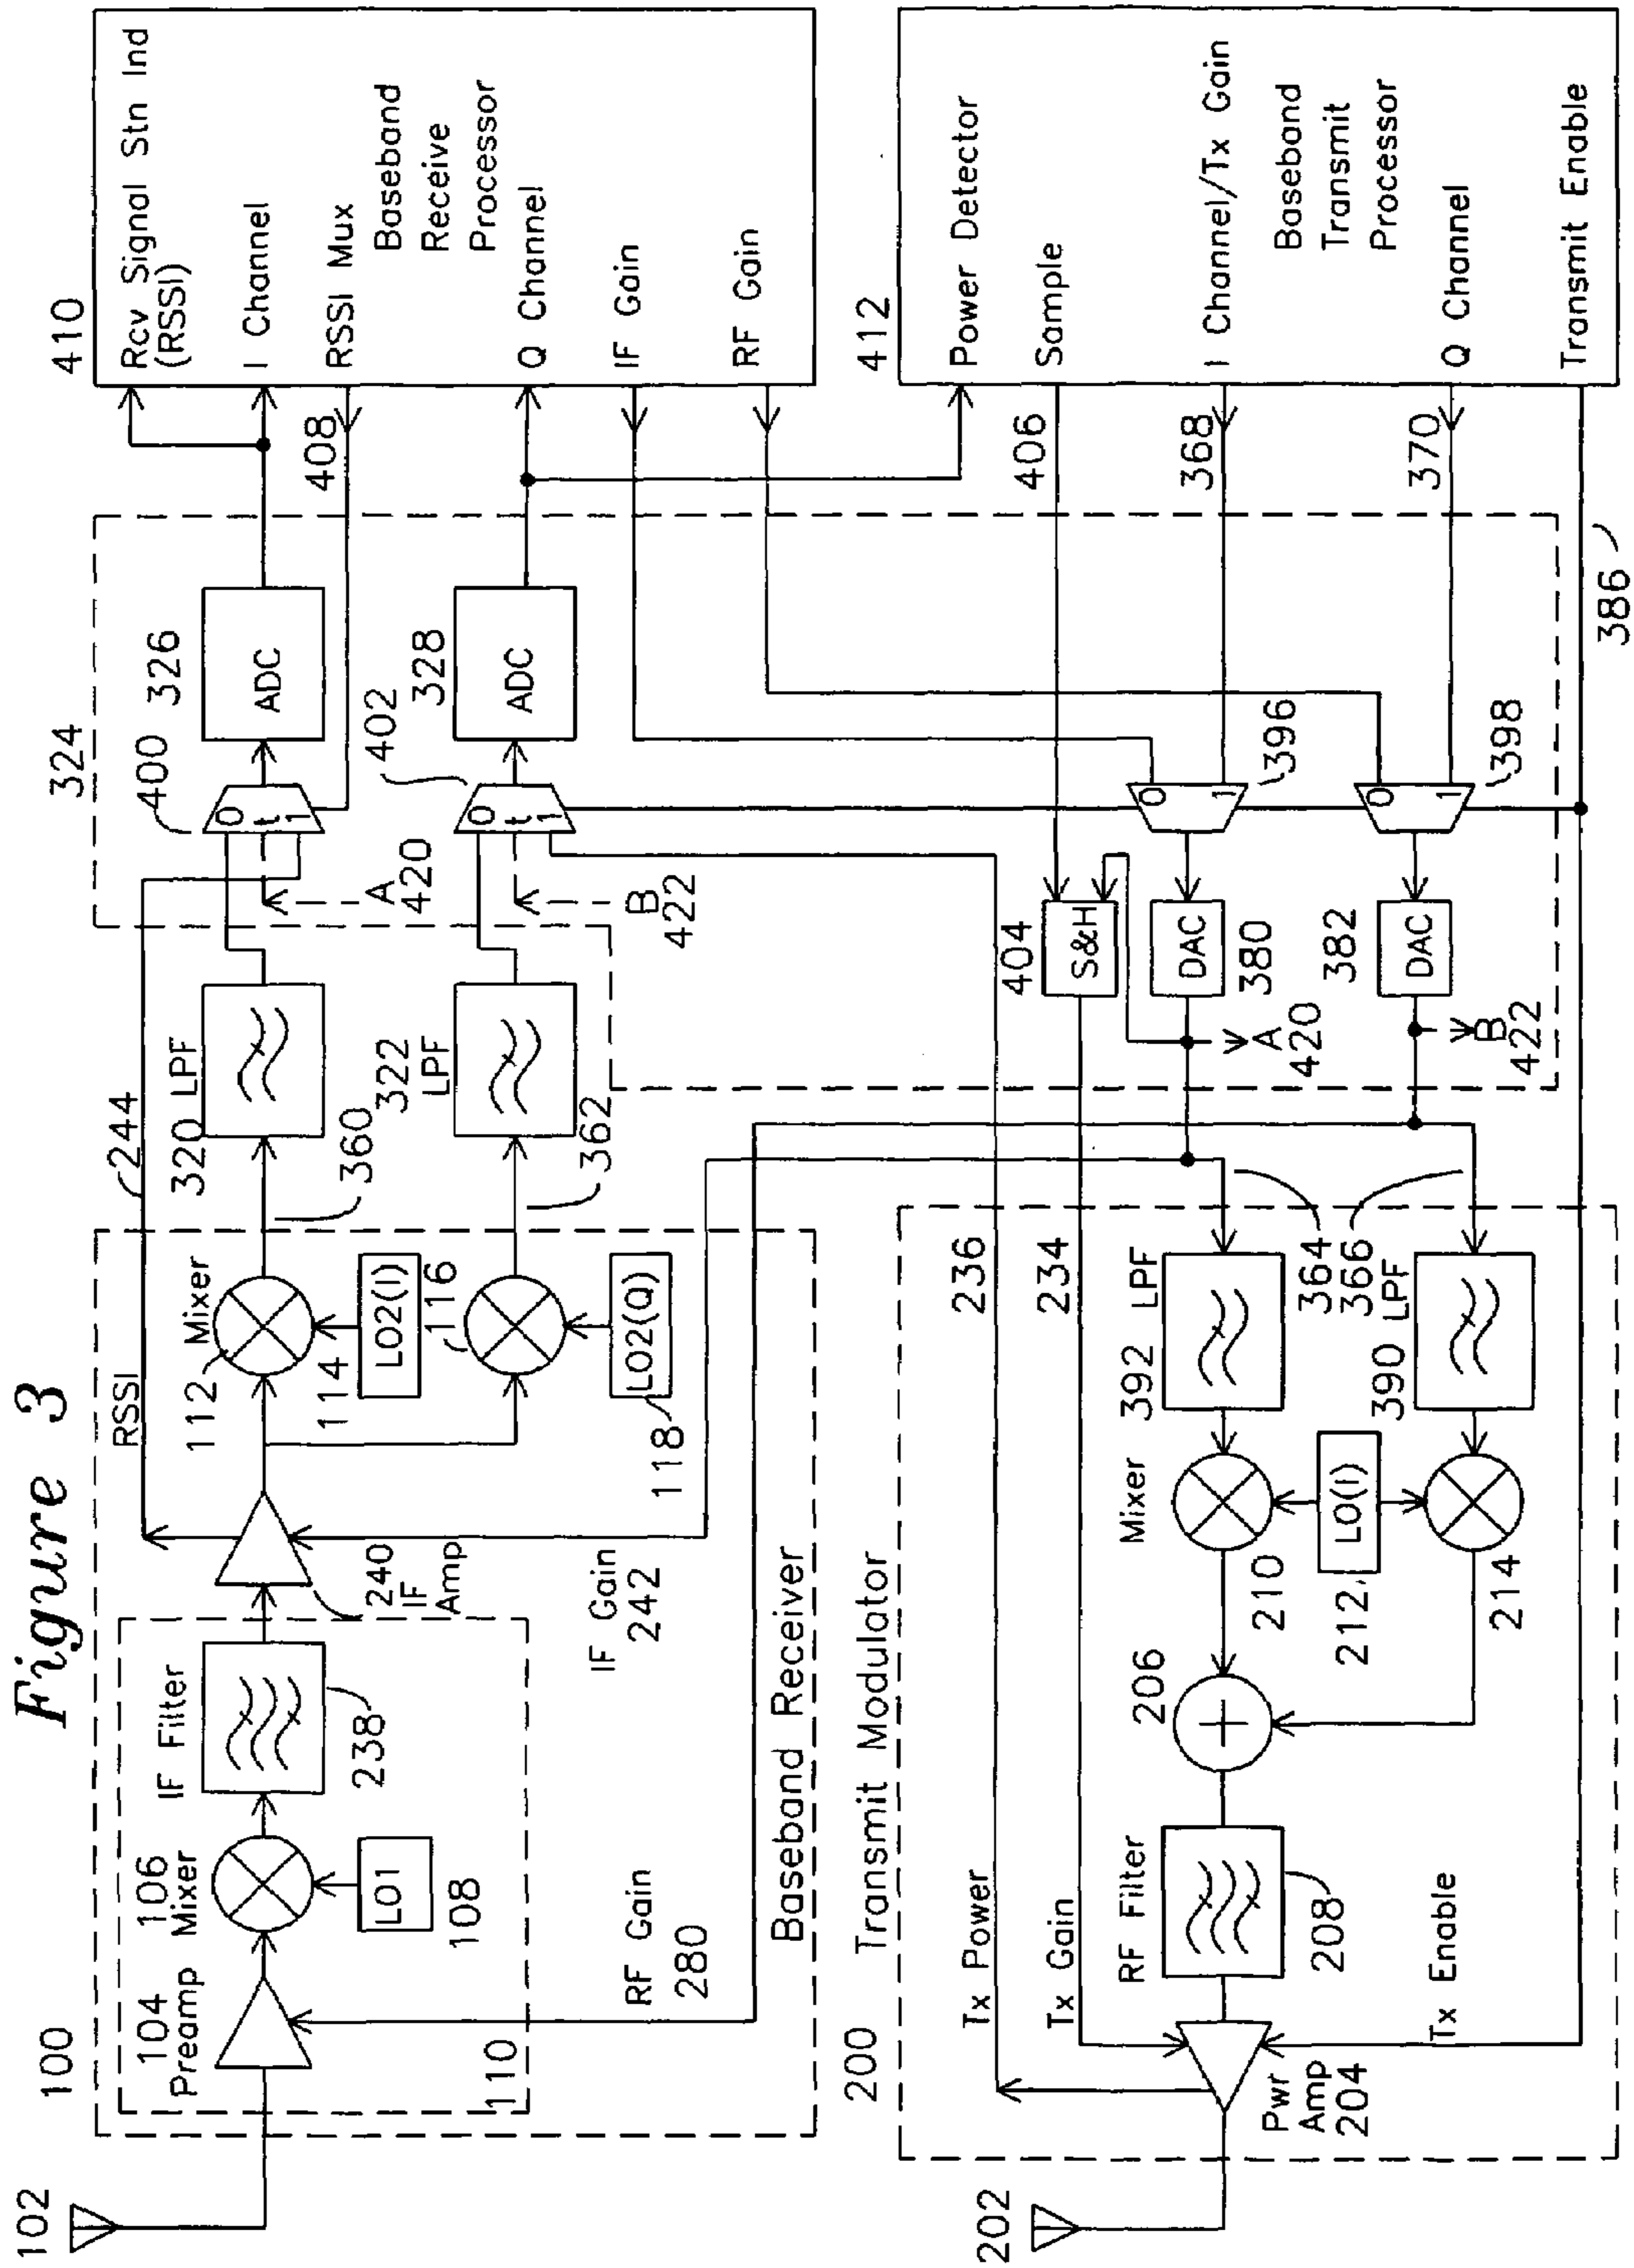 Figure 3
102
100
104
Preamp
106
Mixer
LO1
108
110
IF Filter
238
240
IF
Amp
RSSI
244
112
Mixer
114
LO2(I)
116
118
LO2(Q)
360
362
320
LPF
322
LPF
324
400
0
t
1
A
420
326
ADC
402
0
t
1
B
422
328
ADC
408
410
Rcv Signal Stn Ind
(RSSI)
I Channel
RSSI Mux
Baseband
Receive
Processor
Q Channel
IF Gain
RF Gain
IF Gain
242
RF Gain
280
Baseband Receiver
200
Transmit Modulator
202
Tx Power
236
Tx Gain
234
Pwr
Amp
204
Tx Enable
RF Filter
208
206
Mixer
210
LO(I)
212
214
392
LPF
390
LPF
364
366
404
S&H
DAC
380
A
420
382
DAC
B
422
0
1
396
0
1
398
406
368
370
386
412
Power Detector
Sample
I Channel/Tx Gain
Baseband
Transmit
Processor
Q Channel
Transmit Enable